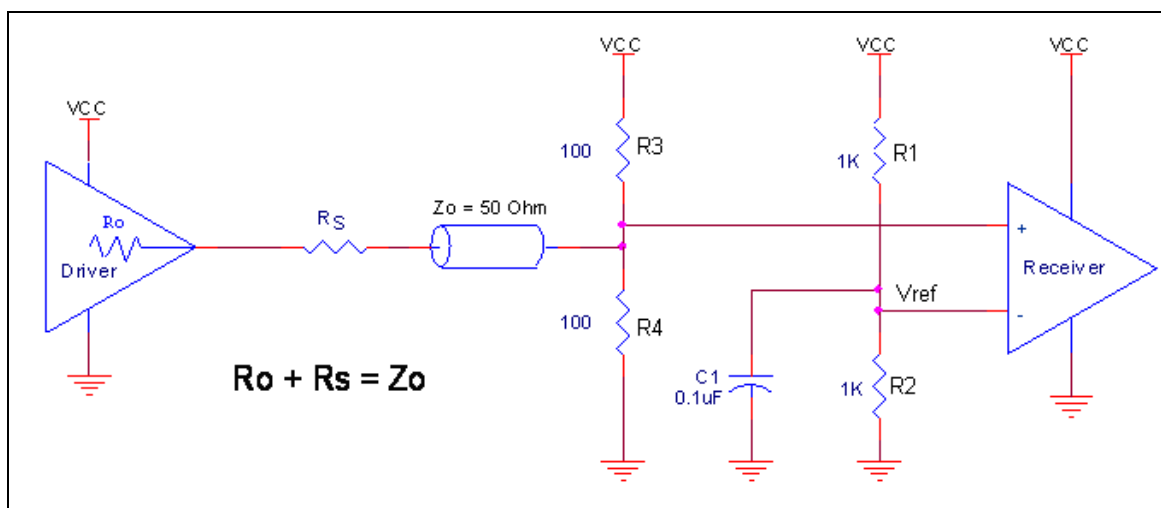 VCC
VCC
VCC
VCC
Ro
Driver
RS
Zo = 50 Ohm
100
R3
1K
R1
+
Receiver
-
Vref
100
R4
C1
0.1uF
1K
R2
Ro + Rs = Zo